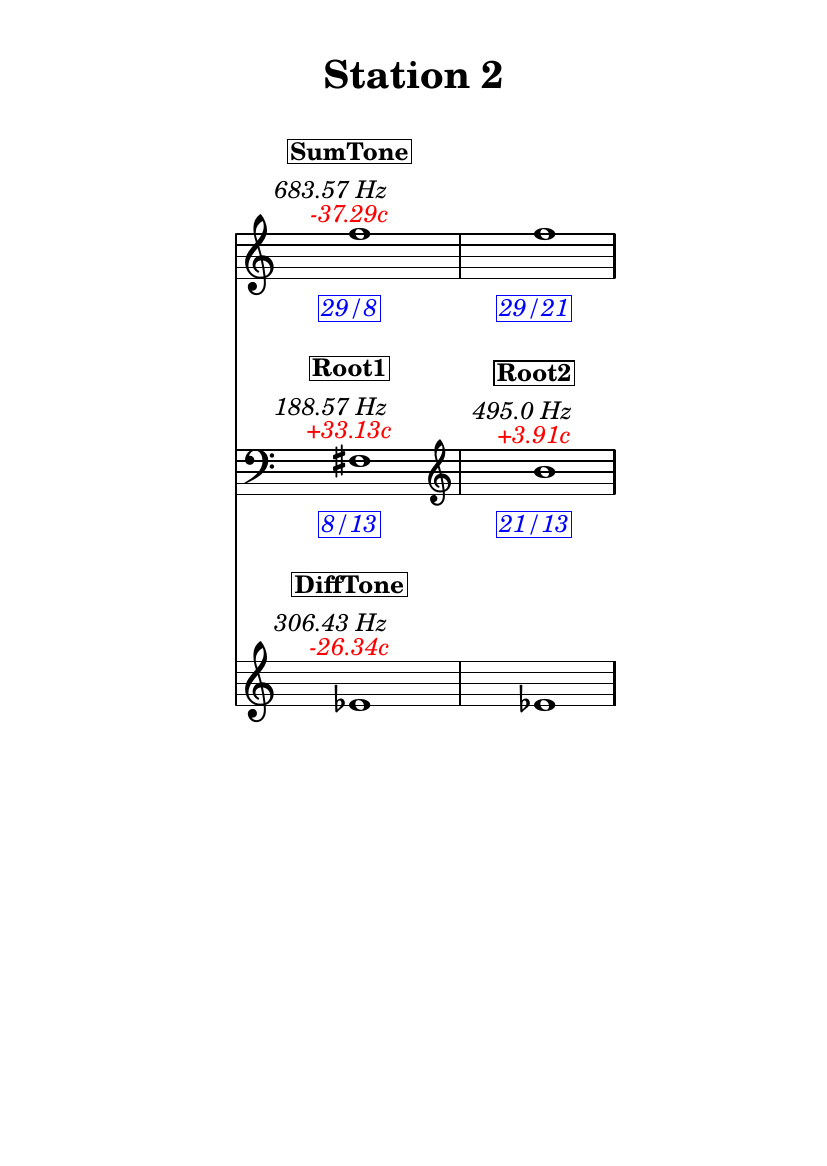 Station 2
SumTone
683.57 Hz
-37.29c
29/8 29/21
Root1 Root2
188.57 Hz 495.0 Hz
+33.13c +3.91c
8/13 21/13
DiffTone
306.43 Hz
-26.34c